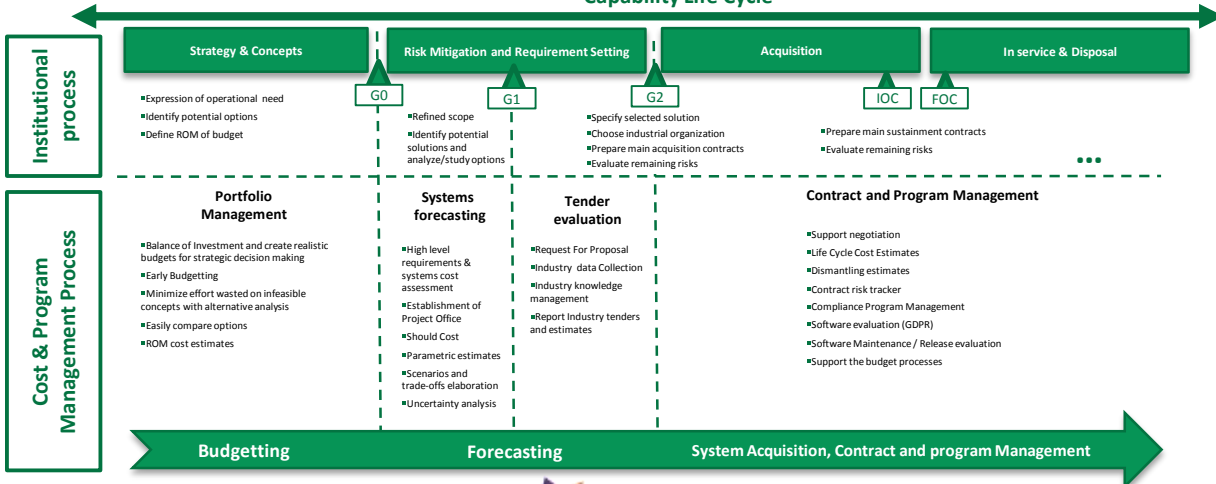 Capability Life Cycle
Institutional
process
Strategy & Concepts
Risk Mitigation and Requirement Setting
Acquisition
In service & Disposal
G0
G1
G2
IOC
FOC
▪Expression of operational need
▪Identify potential options
▪Define ROM of budget
▪Refined scope
▪Identify potential
solutions and
analyze/study options
▪Specify selected solution
▪Choose industrial organization
▪Prepare main acquisition contracts
▪Evaluate remaining risks
▪Prepare main sustainment contracts
▪Evaluate remaining risks
...
Cost & Program
Management Process
Portfolio
Management
▪Balance of Investment and create realistic
budgets for strategic decision making
▪Early Budgetting
▪Minimize effort wasted on infeasible
concepts with alternative analysis
▪Easily compare options
▪ROM cost estimates
Systems
forecasting
▪High level
requirements &
systems cost
assessment
▪Establishment of
Project Office
▪Should Cost
▪Parametric estimates
▪Scenarios and
trade-offs elaboration
▪Uncertainty analysis
Tender
evaluation
▪Request For Proposal
▪Industry data Collection
▪Industry knowledge
management
▪Report Industry tenders
and estimates
Contract and Program Management
▪Support negotiation
▪Life Cycle Cost Estimates
▪Dismantling estimates
▪Contract risk tracker
▪Compliance Program Management
▪Software evaluation (GDPR)
▪Software Maintenance / Release evaluation
▪Support the budget processes
Budgetting
Forecasting
System Acquisition, Contract and program Management